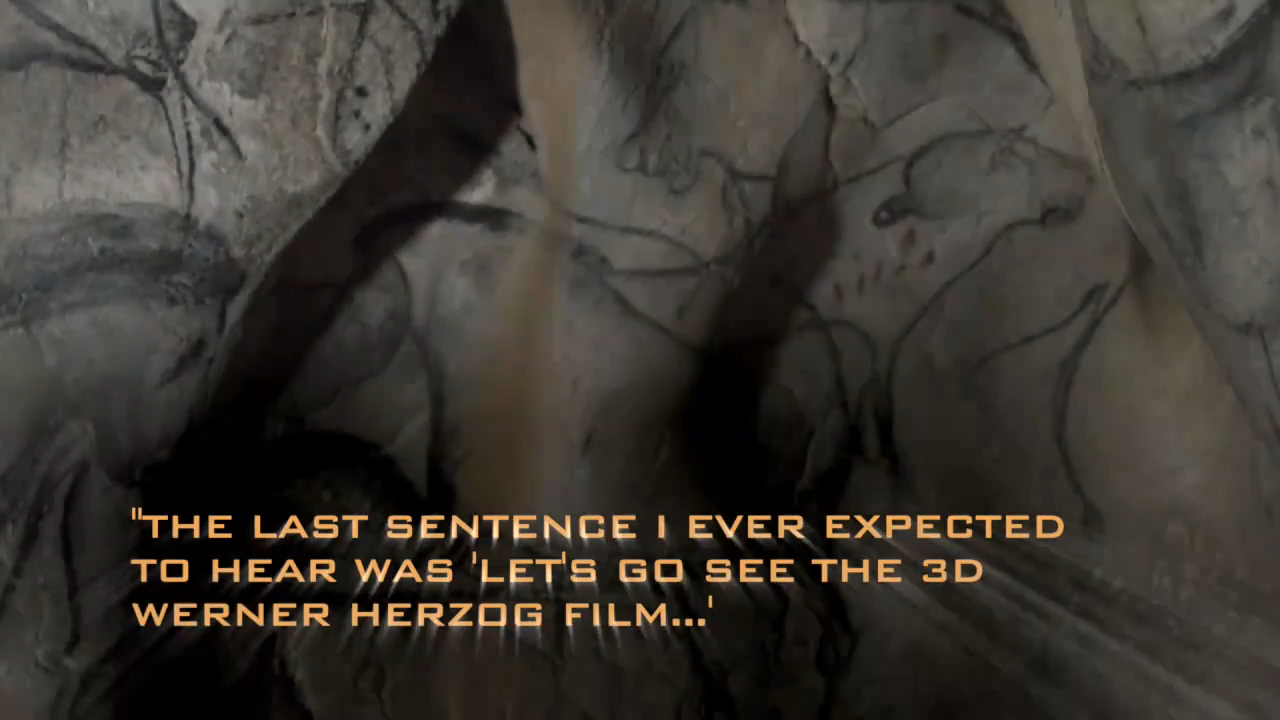 "THE LAST SENTENCE I EVER EXPECTED
TO HEAR WAS 'LET'S GO SEE THE 3D
WERNER HERZOG FILM...'